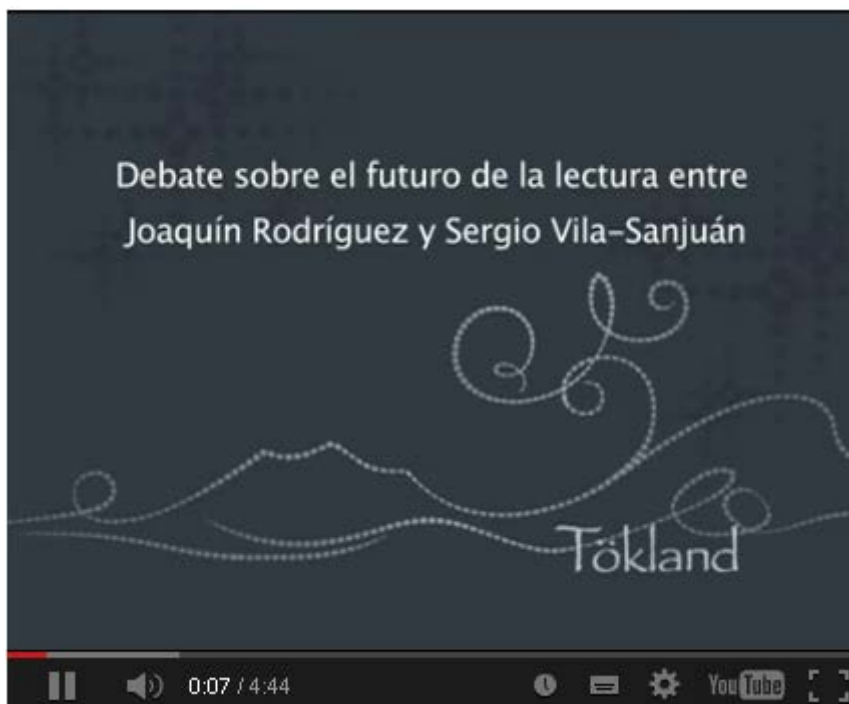 Debate sobre el futuro de la lectura entre
Joaquín Rodríguez y Sergio Vila-Sanjuán
Tökland
0:07 / 4:44
YouTube